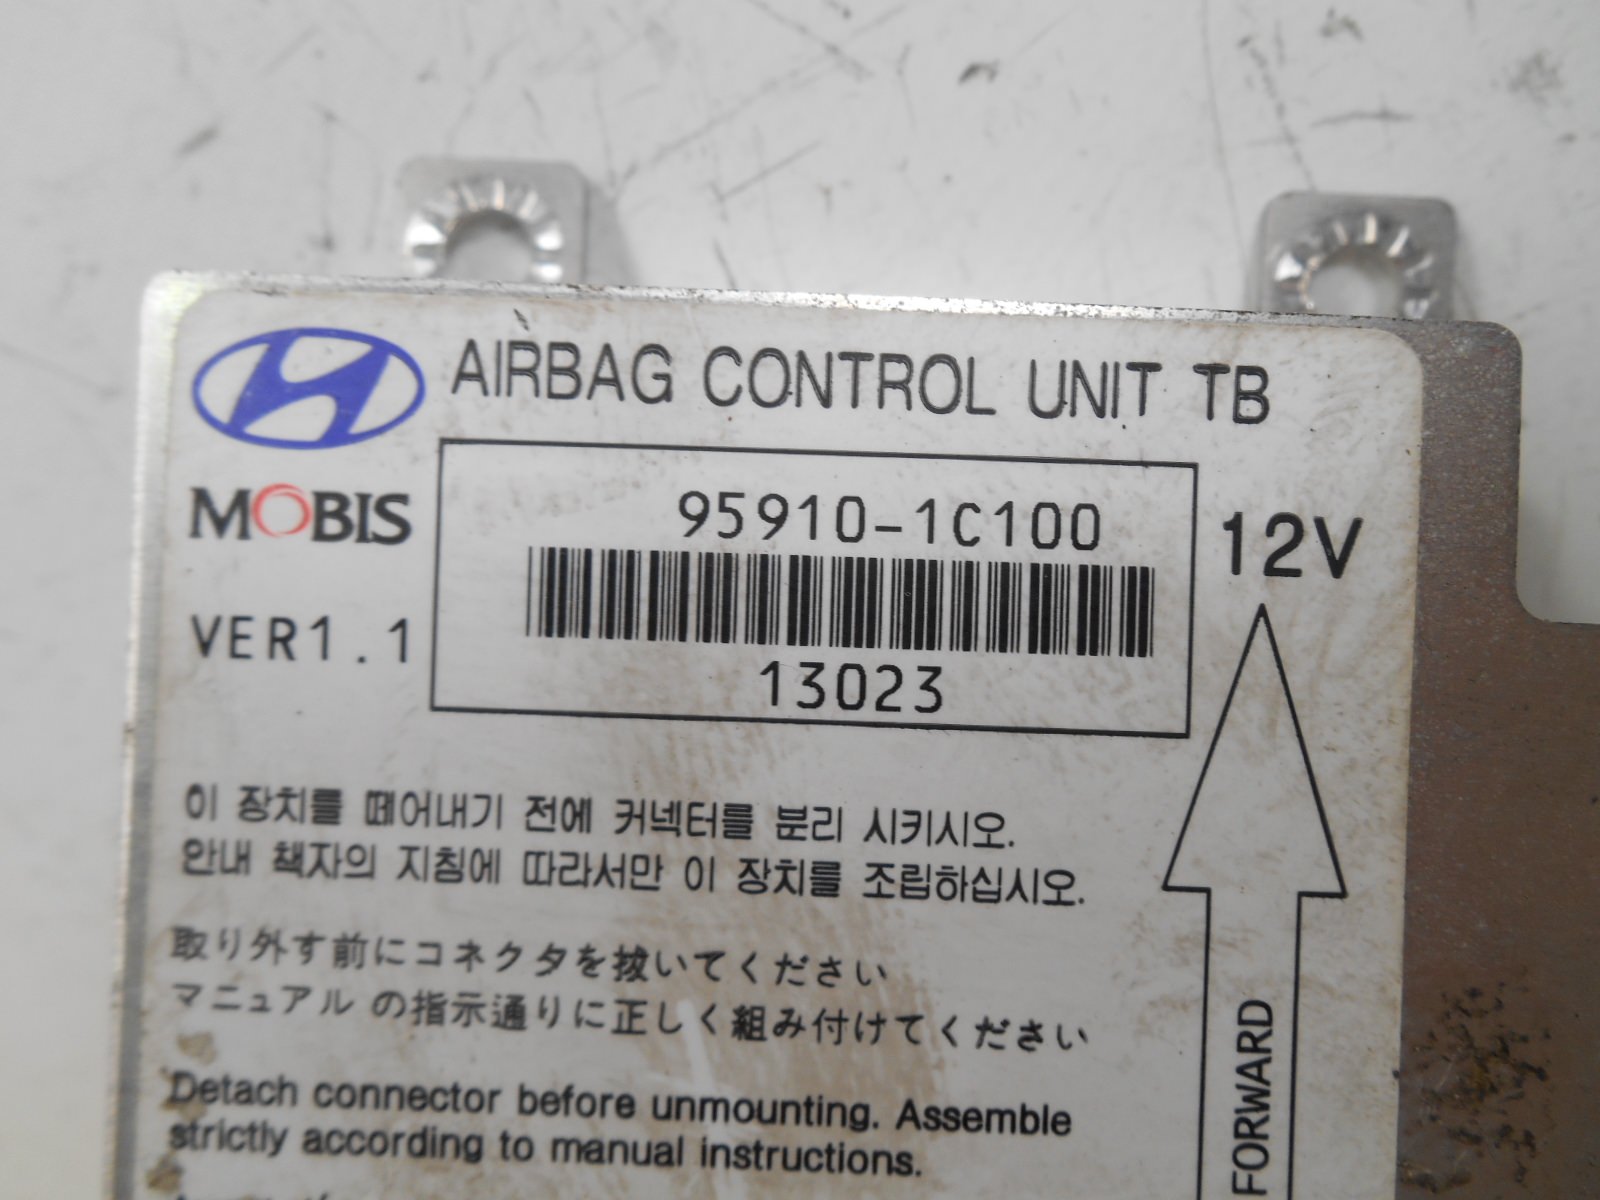 AIRBAG CONTROL UNIT TB
MOBIS
95910-1C100
12V
VER1.1
13023
이 장치를 떼어내기 전에 커넥터를 분리 시키시오.
안내 책자의 지침에 따라서만 이 장치를 조립하십시오.
取り外す前にコネクタを抜いてください
マニュアル の指示通りに正しく組み付けてください
Detach connector before unmounting. Assemble
strictly according to manual instructions.
FORWARD